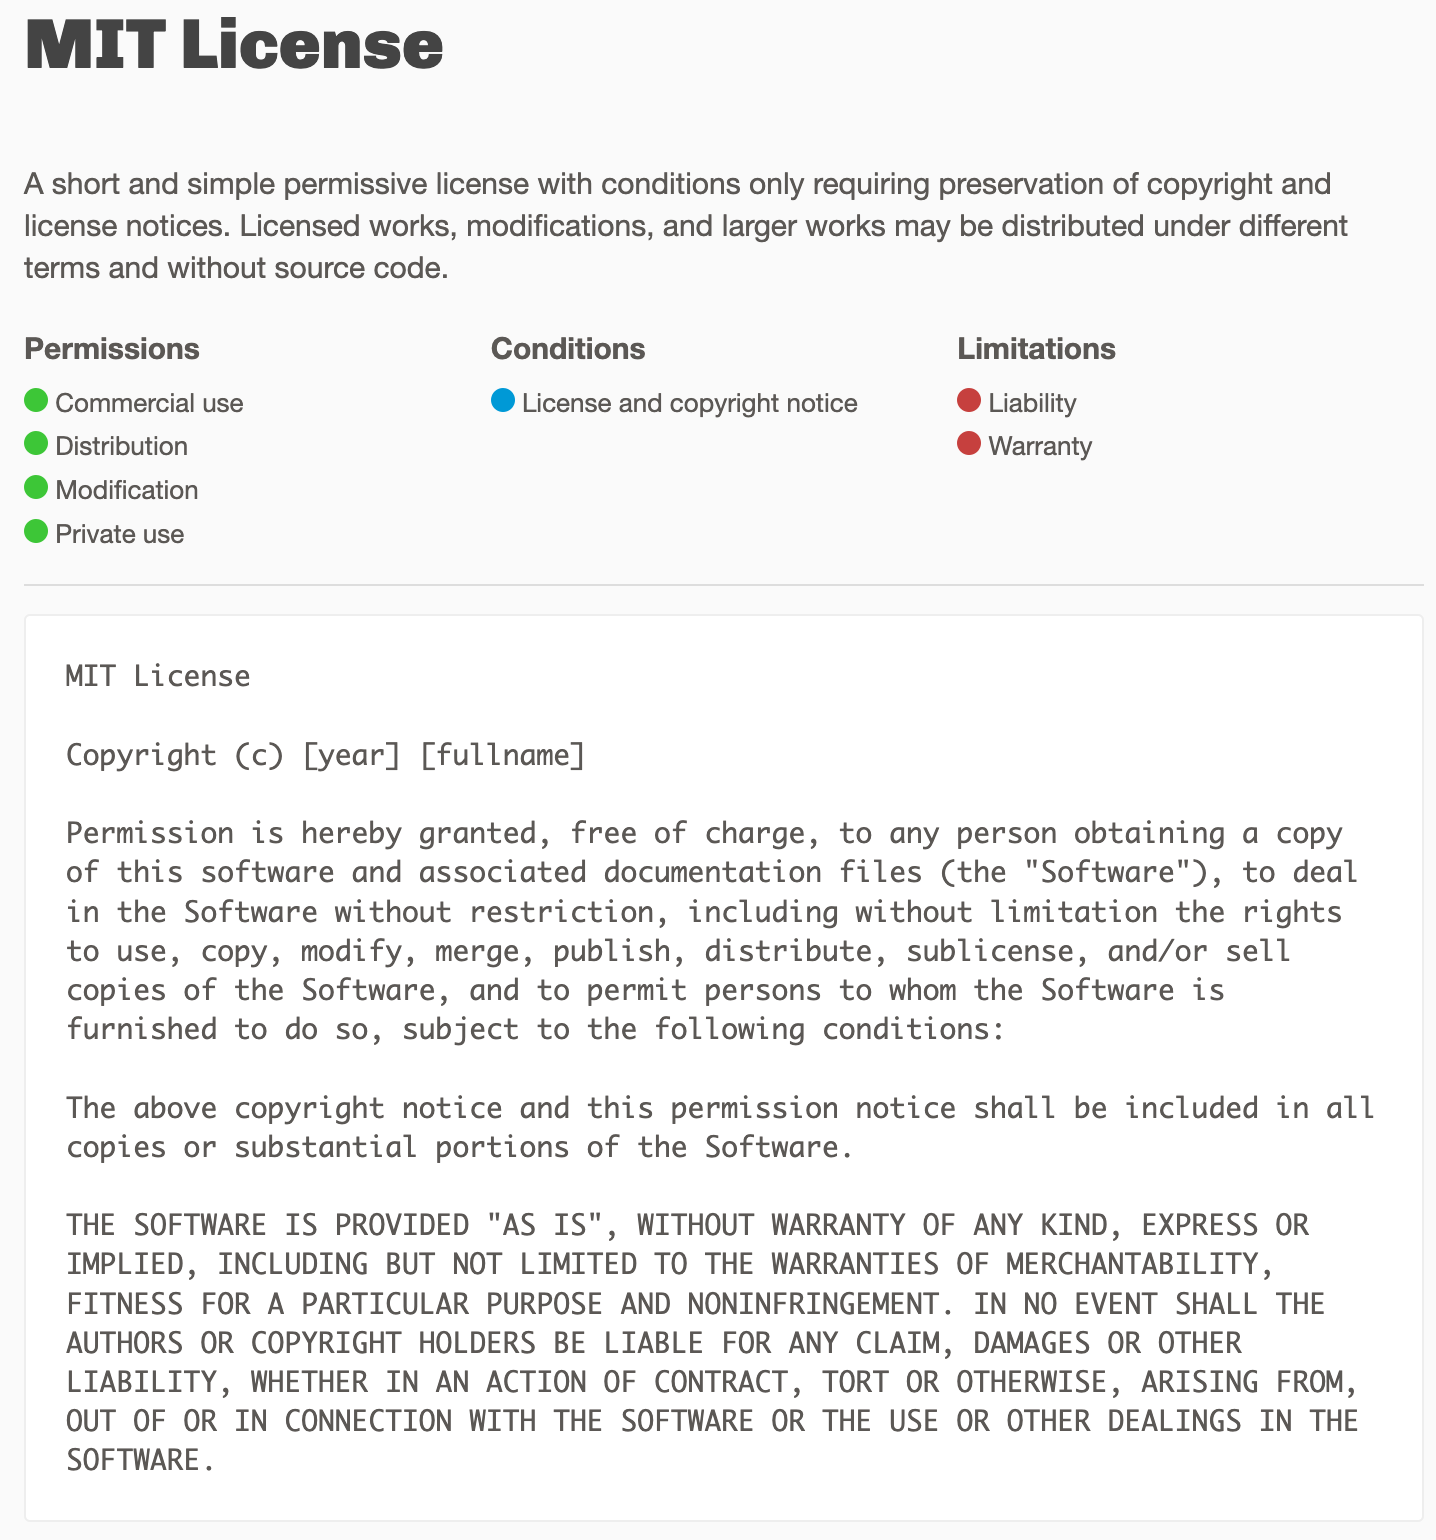 MIT License
A short and simple permissive license with conditions only requiring preservation of copyright and
license notices. Licensed works, modifications, and larger works may be distributed under different
terms and without source code.
Permissions
Commercial use
Distribution
Modification
Private use
Conditions
License and copyright notice
Limitations
Liability
Warranty
MIT License
Copyright (c) [year] [fullname]
Permission is hereby granted, free of charge, to any person obtaining a copy
of this software and associated documentation files (the "Software"), to deal
in the Software without restriction, including without limitation the rights
to use, copy, modify, merge, publish, distribute, sublicense, and/or sell
copies of the Software, and to permit persons to whom the Software is
furnished to do so, subject to the following conditions:
The above copyright notice and this permission notice shall be included in all
copies or substantial portions of the Software.
THE SOFTWARE IS PROVIDED "AS IS", WITHOUT WARRANTY OF ANY KIND, EXPRESS OR
IMPLIED, INCLUDING BUT NOT LIMITED TO THE WARRANTIES OF MERCHANTABILITY,
FITNESS FOR A PARTICULAR PURPOSE AND NONINFRINGEMENT. IN NO EVENT SHALL THE
AUTHORS OR COPYRIGHT HOLDERS BE LIABLE FOR ANY CLAIM, DAMAGES OR OTHER
LIABILITY, WHETHER IN AN ACTION OF CONTRACT, TORT OR OTHERWISE, ARISING FROM,
OUT OF OR IN CONNECTION WITH THE SOFTWARE OR THE USE OR OTHER DEALINGS IN THE
SOFTWARE.